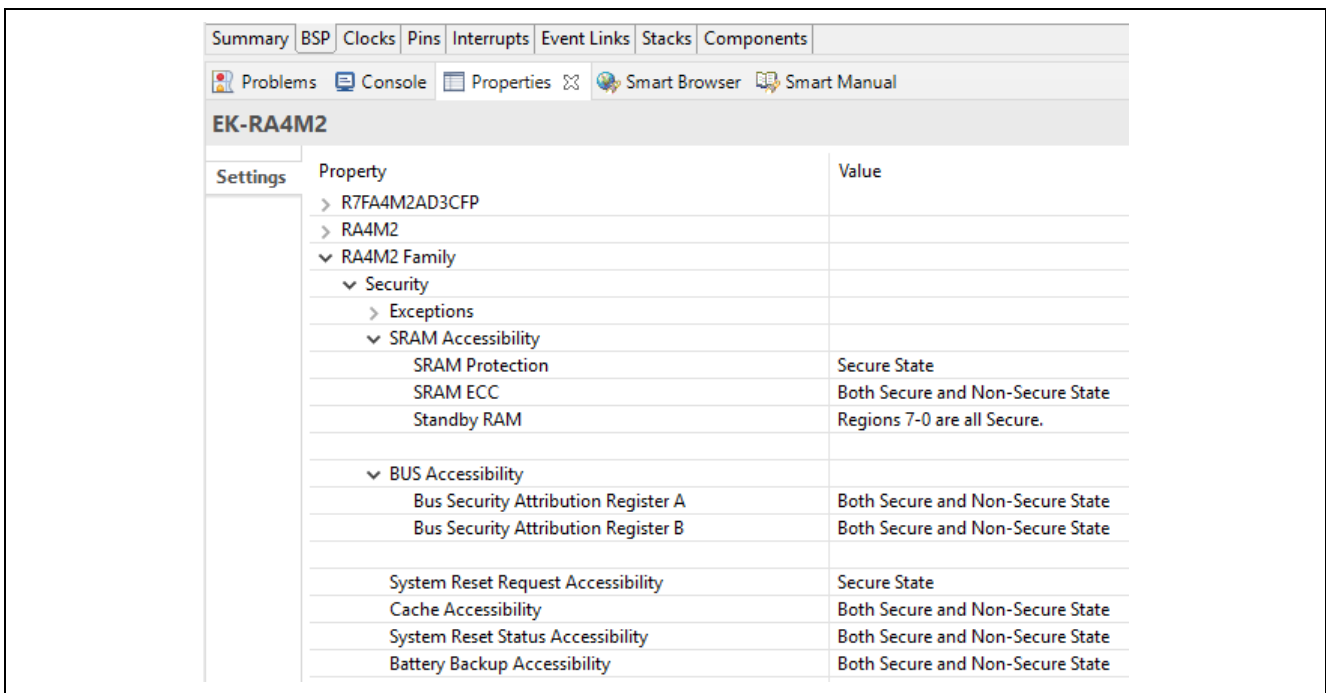 Summary BSP Clocks Pins Interrupts Event Links Stacks Components
Problems Console Properties Smart Browser Smart Manual
EK-RA4M2
Settings Property Value
R7FA4M2AD3CFP
RA4M2
RA4M2 Family
Security
Exceptions
SRAM Accessibility
SRAM Protection Secure State
SRAM ECC Both Secure and Non-Secure State
Standby RAM Regions 7-0 are all Secure.
BUS Accessibility
Bus Security Attribution Register A Both Secure and Non-Secure State
Bus Security Attribution Register B Both Secure and Non-Secure State
System Reset Request Accessibility Secure State
Cache Accessibility Both Secure and Non-Secure State
System Reset Status Accessibility Both Secure and Non-Secure State
Battery Backup Accessibility Both Secure and Non-Secure State